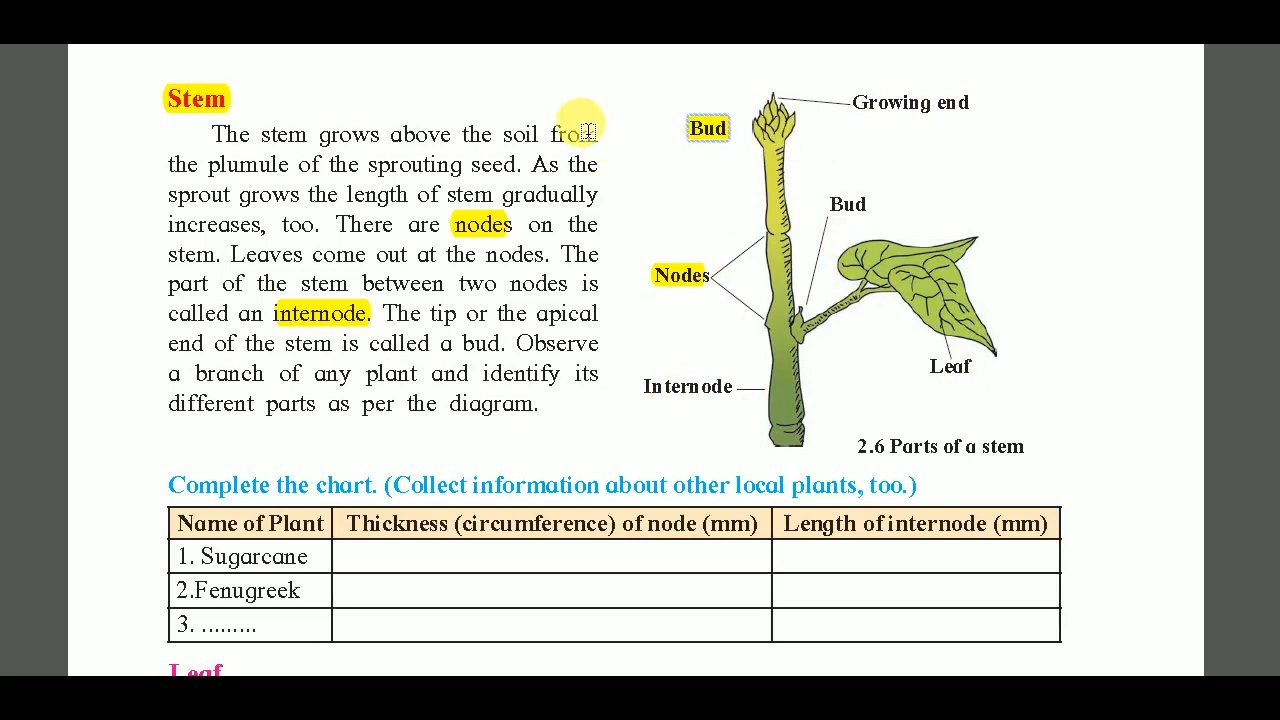 Stem
The stem grows above the soil from
the plumule of the sprouting seed. As the
sprout grows the length of stem gradually
increases, too. There are nodes on the
stem. Leaves come out at the nodes. The
part of the stem between two nodes is
called an internode. The tip or the apical
end of the stem is called a bud. Observe
a branch of any plant and identify its
different parts as per the diagram.
Growing end
Bud
Bud
Nodes
Leaf
Internode
2.6 Parts of a stem
Complete the chart. (Collect information about other local plants, too.)
Name of Plant Thickness (circumference) of node (mm) Length of internode (mm)
1. Sugarcane
2.Fenugreek
3. .........
Leaf